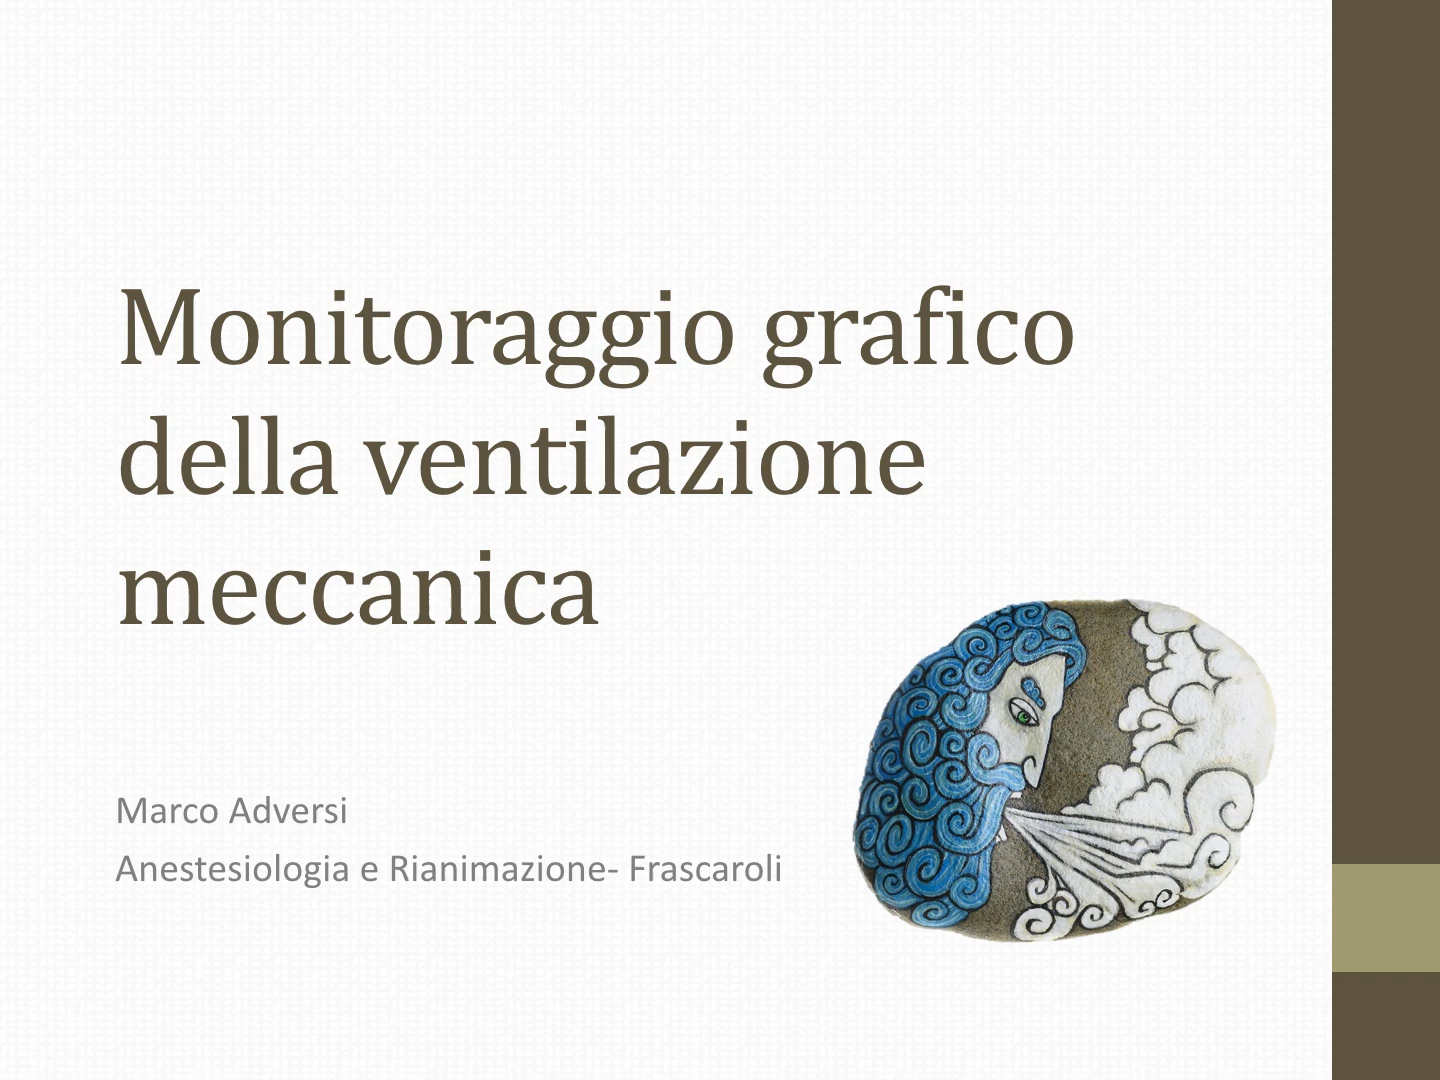 Monitoraggio grafico
della ventilazione
meccanica
Marco Adversi
Anestesiologia e Rianimazione- Frascaroli